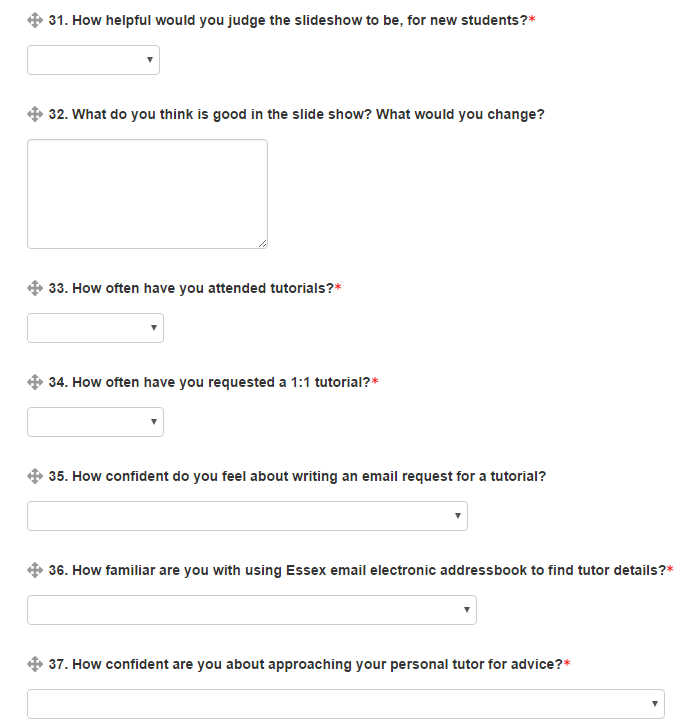 31. How helpful would you judge the slideshow to be, for new students?*
32. What do you think is good in the slide show? What would you change?
33. How often have you attended tutorials?*
34. How often have you requested a 1:1 tutorial?*
35. How confident do you feel about writing an email request for a tutorial?
36. How familiar are you with using Essex email electronic addressbook to find tutor details?*
37. How confident are you about approaching your personal tutor for advice?*